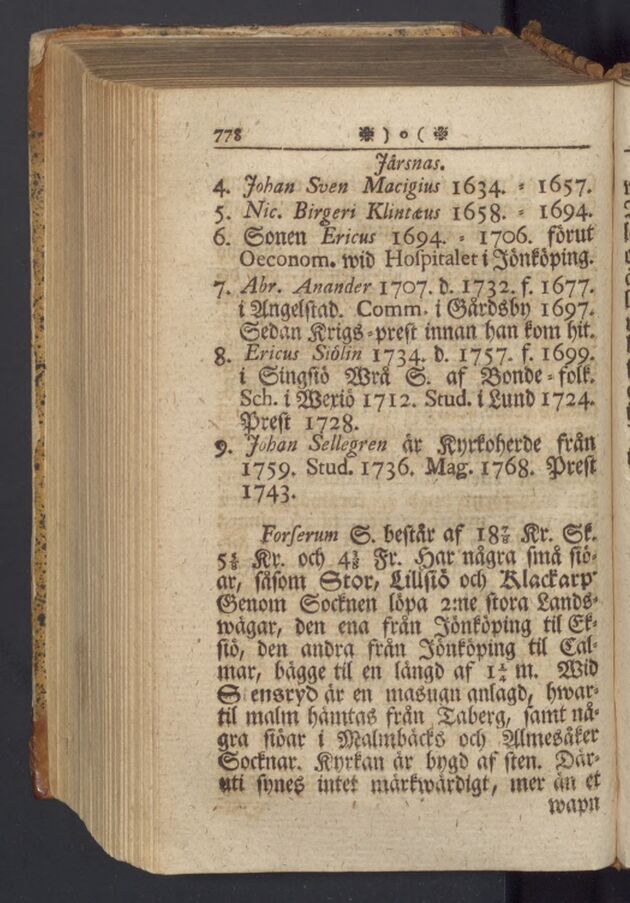 778 ❉ ) o ( ❉
Jårsnas.
4. Johan Sven Macigius 1634. - 1657.
5. Nic. Birgeri Klintæus 1658. - 1694.
6. Sonen Ericus 1694. - 1706. förut
Oeconom. wid Hospitalet i Jönköping.
7. Abr. Anander 1707. d. 1732. f. 1677.
i Angelstad. Comm. i Gårdsby 1697.
Sedan Krigs-prest innan han kom hit.
8. Ericus Siölin 1734. d. 1757. f. 1699.
i Singsiö Wrå S. af Bonde-folk.
Sch. i Wexiö 1712. Stud. i Lund 1724.
Prest 1728.
9. Johan Sellegren är Kyrkoherde från
1759. Stud. 1736. Mag. 1768. Prest
1743.
Forserum S. består af 18⅞ Kr. Sk.
5⅛ Kr. och 4⅜ Fr. Har några små siö-
ar, såsom Stor, Lillsiö och Klackarp
Genom Socknen löpa 2:ne stora Lands-
wägar, den ena från Jönköping til Ek-
siö, den andra från Jönköping til Cal-
mar, bägge til en längd af 1¼ m. Wid
S ensryd är en masugn anlagd, hwar-
til malm hämtas från Taberg, samt nå-
gra siöar i Malmbäcks och Almesåker
Socknar. Kyrkan är bygd af sten. Där-
uti synes intet märkwärdigt, mer än et
wapn